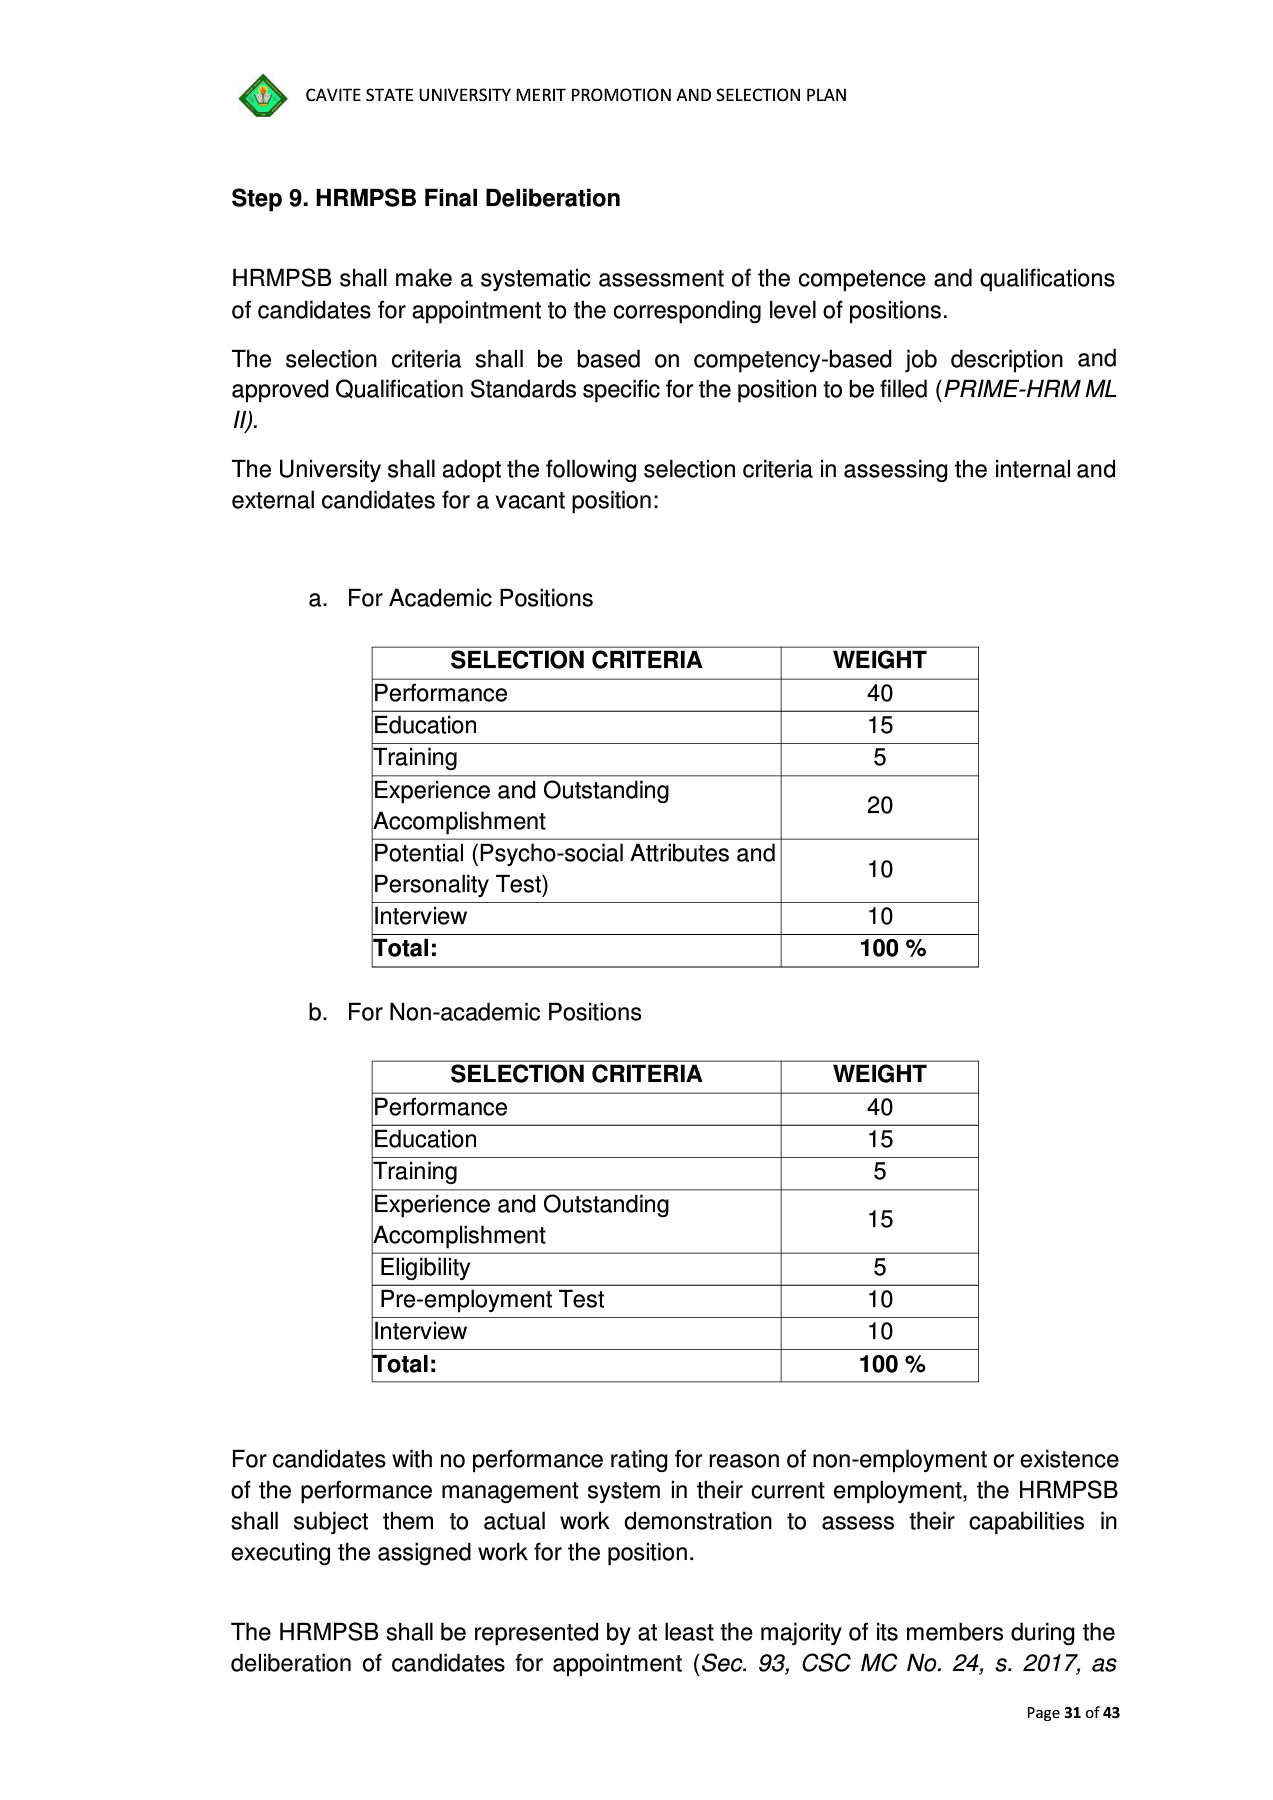 CAVITE STATE UNIVERSITY MERIT PROMOTION AND SELECTION PLAN
Step 9. HRMPSB Final Deliberation
HRMPSB shall make a systematic assessment of the competence and qualifications
of candidates for appointment to the corresponding level of positions.
The selection criteria shall be based on competency-based job description and
approved Qualification Standards specific for the position to be filled (PRIME-HRM ML
II).
The University shall adopt the following selection criteria in assessing the internal and
external candidates for a vacant position:
a. For Academic Positions
SELECTION CRITERIA WEIGHT
Performance 40
Education 15
Training 5
Experience and Outstanding
Accomplishment 20
Potential (Psycho-social Attributes and
Personality Test) 10
Interview 10
Total: 100 %
b. For Non-academic Positions
SELECTION CRITERIA WEIGHT
Performance 40
Education 15
Training 5
Experience and Outstanding
Accomplishment 15
Eligibility 5
Pre-employment Test 10
Interview 10
Total: 100 %
For candidates with no performance rating for reason of non-employment or existence
of the performance management system in their current employment, the HRMPSB
shall subject them to actual work demonstration to assess their capabilities in
executing the assigned work for the position.
The HRMPSB shall be represented by at least the majority of its members during the
deliberation of candidates for appointment (Sec. 93, CSC MC No. 24, s. 2017, as
Page 31 of 43